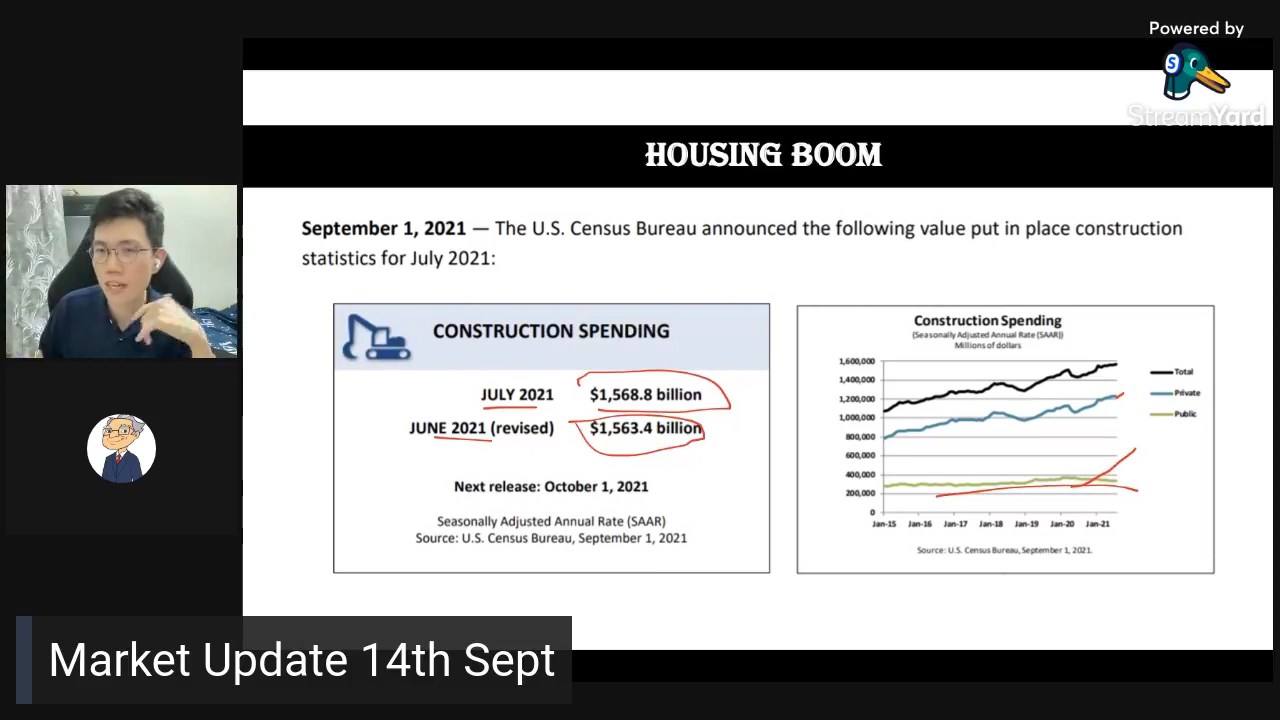 Powered by
S
StreamYard
HOUSING BOOM
September 1, 2021 — The U.S. Census Bureau announced the following value put in place construction
statistics for July 2021:
CONSTRUCTION SPENDING
JULY 2021 $1,568.8 billion
JUNE 2021 (revised) $1,563.4 billion
Next release: October 1, 2021
Seasonally Adjusted Annual Rate (SAAR)
Source: U.S. Census Bureau, September 1, 2021
Construction Spending
(Seasonally Adjusted Annual Rate (SAAR))
Millions of dollars
1,600,000
1,400,000
1,200,000
1,000,000
800,000
600,000
400,000
200,000
0
Jan-15 Jan-16 Jan-17 Jan-18 Jan-19 Jan-20 Jan-21
Total
Private
Public
Source: U.S. Census Bureau, September 1, 2021.
Market Update 14th Sept